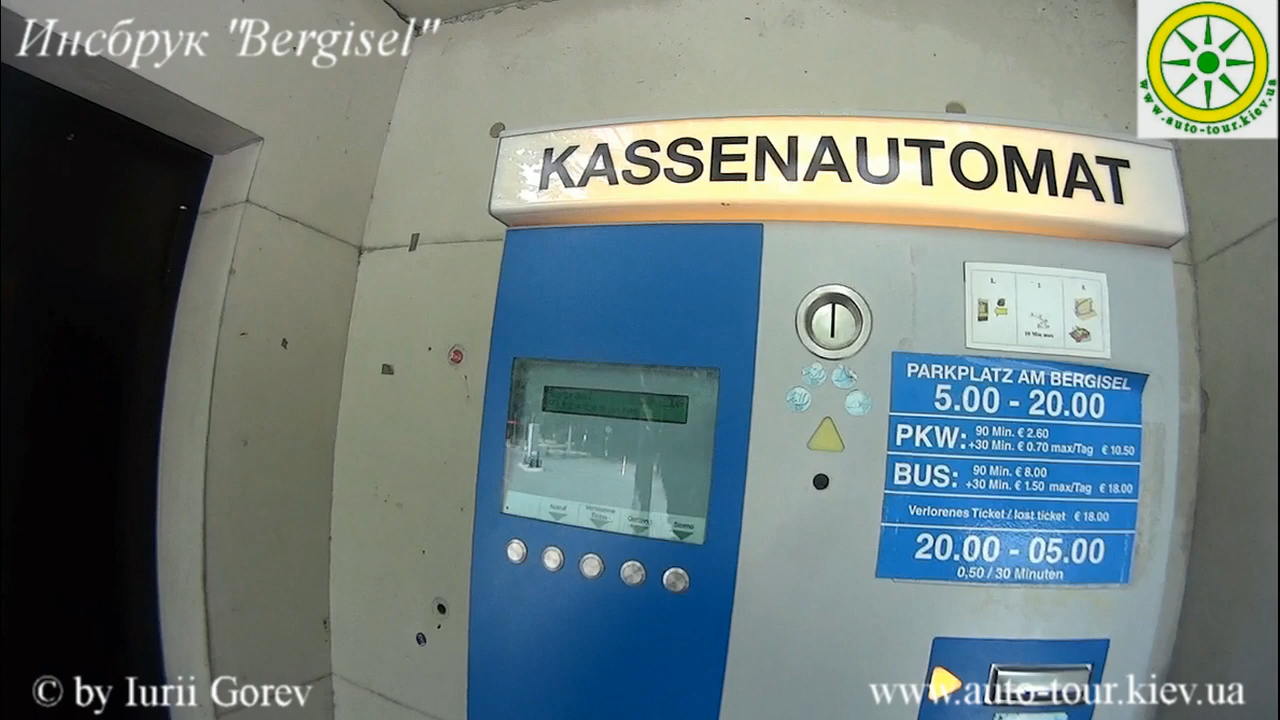 Инсбрук "Bergisel"
www.auto-tour.kiev.ua
KASSENAUTOMAT
PARKPLATZ AM BERGISEL
5.00 - 20.00
PKW: 90 Min. € 2.60
+30 Min. € 0.70 max/Tag € 10.50
BUS: 90 Min. € 8.00
+30 Min. € 1.50 max/Tag € 18.00
Verlorenes Ticket / lost ticket € 18.00
20.00 - 05.00
0,50 / 30 Minuten
© by Iurii Gorev
www.auto-tour.kiev.ua